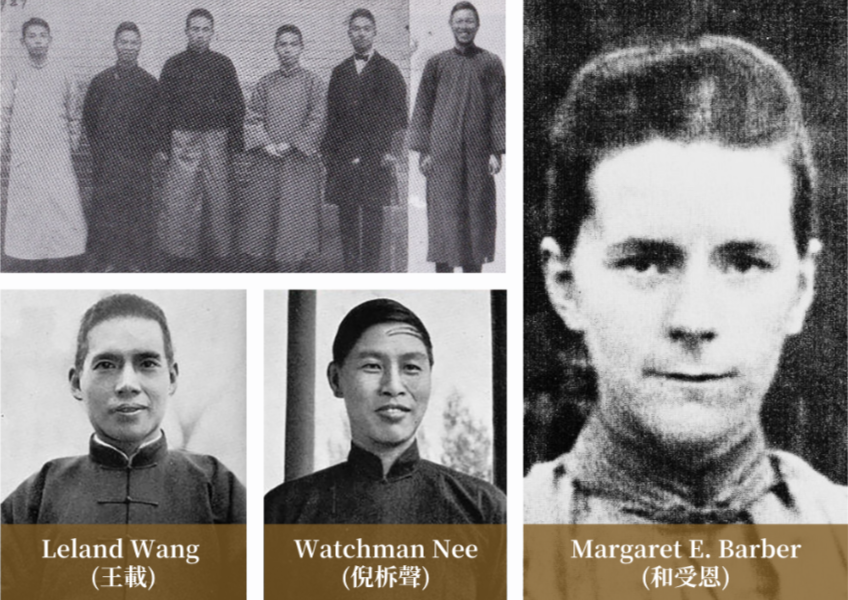 Leland Wang
(王載)
Watchman Nee
(倪柝聲)
Margaret E. Barber
(和受恩)